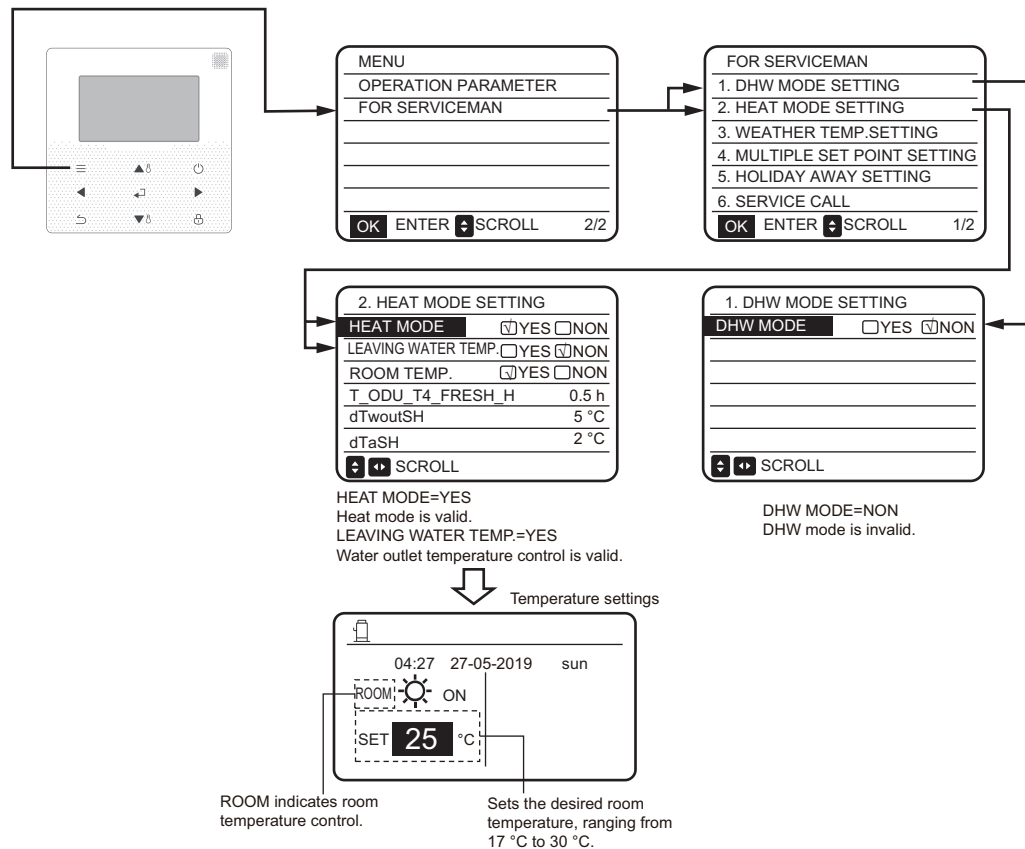 MENU
OPERATION PARAMETER
FOR SERVICEMAN
OK ENTER SCROLL 2/2
FOR SERVICEMAN
1. DHW MODE SETTING
2. HEAT MODE SETTING
3. WEATHER TEMP.SETTING
4. MULTIPLE SET POINT SETTING
5. HOLIDAY AWAY SETTING
6. SERVICE CALL
OK ENTER SCROLL 1/2
2. HEAT MODE SETTING
HEAT MODE YES NON
LEAVING WATER TEMP. YES NON
ROOM TEMP. YES NON
T_ODU_T4_FRESH_H 0.5 h
dTwoutSH 5 °C
dTaSH 2 °C
SCROLL
HEAT MODE=YES
Heat mode is valid.
LEAVING WATER TEMP.=YES
Water outlet temperature control is valid.
1. DHW MODE SETTING
DHW MODE YES NON
SCROLL
DHW MODE=NON
DHW mode is invalid.
Temperature settings
04:27 27-05-2019 sun
ROOM ON
SET 25 °C
ROOM indicates room
temperature control.
Sets the desired room
temperature, ranging from
17 °C to 30 °C.